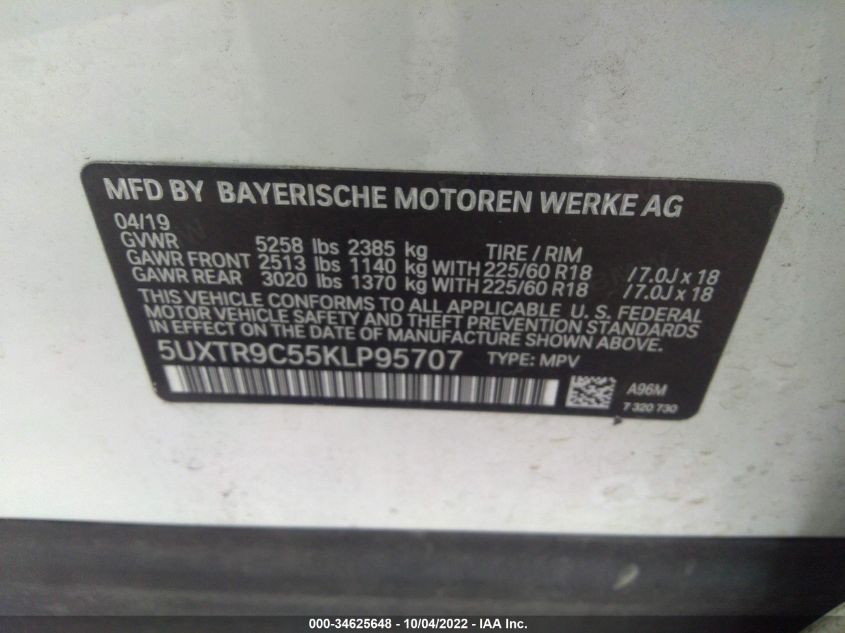 MFD BY BAYERISCHE MOTOREN WERKE AG
04/19
GVWR 5258 lbs 2385 kg TIRE / RIM
GAWR FRONT 2513 lbs 1140 kg WITH 225/60 R18 / 7.0J x 18
GAWR REAR 3020 lbs 1370 kg WITH 225/60 R18 / 7.0J x 18
THIS VEHICLE CONFORMS TO ALL APPLICABLE U. S. FEDERAL
MOTOR VEHICLE SAFETY AND THEFT PREVENTION STANDARDS
IN EFFECT ON THE DATE OF MANUFACTURE SHOWN ABOVE.
5UXTR9C55KLP95707 TYPE: MPV
A96M
7 320 730
000-34625648 - 10/04/2022 - IAA Inc.